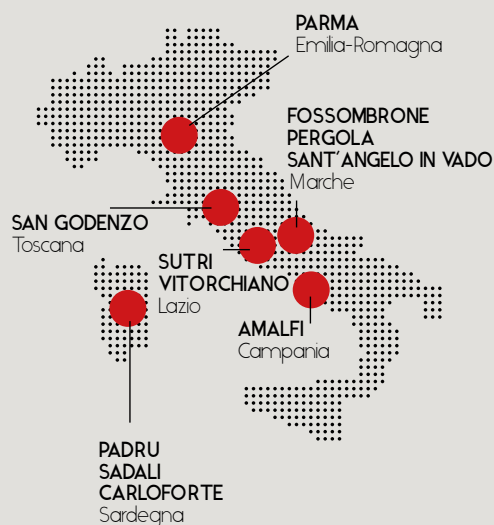 PARMA
Emilia-Romagna
FOSSOMBRONE
PERGOLA
SANT'ANGELO IN VADO
Marche
SAN GODENZO
Toscana
SUTRI
VITORCHIANO
Lazio
AMALFI
Campania
PADRU
SADALI
CARLOFORTE
Sardegna